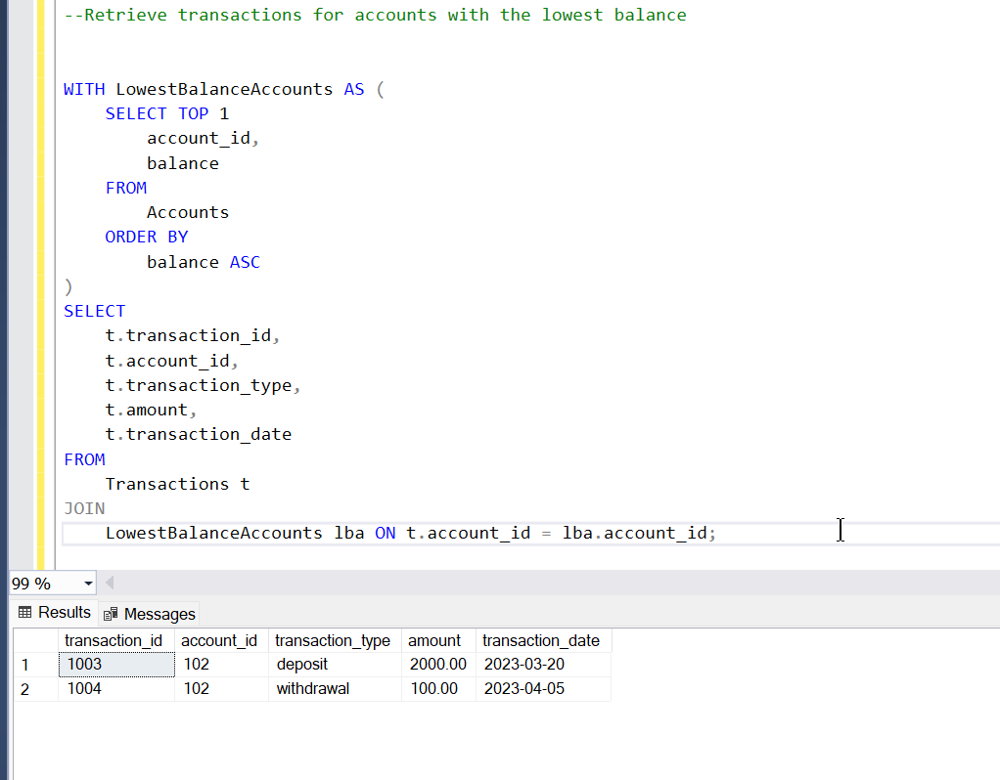 --Retrieve transactions for accounts with the lowest balance
WITH LowestBalanceAccounts AS (
    SELECT TOP 1
        account_id,
        balance
    FROM
        Accounts
    ORDER BY
        balance ASC
)
SELECT
    t.transaction_id,
    t.account_id,
    t.transaction_type,
    t.amount,
    t.transaction_date
FROM
    Transactions t
JOIN
    LowestBalanceAccounts lba ON t.account_id = lba.account_id;
99 %
Results Messages
transaction_id account_id transaction_type amount transaction_date
1 1003 102 deposit 2000.00 2023-03-20
2 1004 102 withdrawal 100.00 2023-04-05